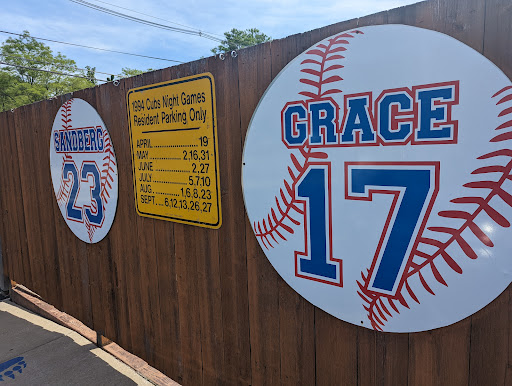 SANDBERG
23
1994 Cubs Night Games
Resident Parking Only
APRIL.................19
MAY...........2,16,31
JUNE.............2,27
JULY............5,7,10
AUG.........1,6,8,23
SEPT....6,12,13,26,27
GRACE
17